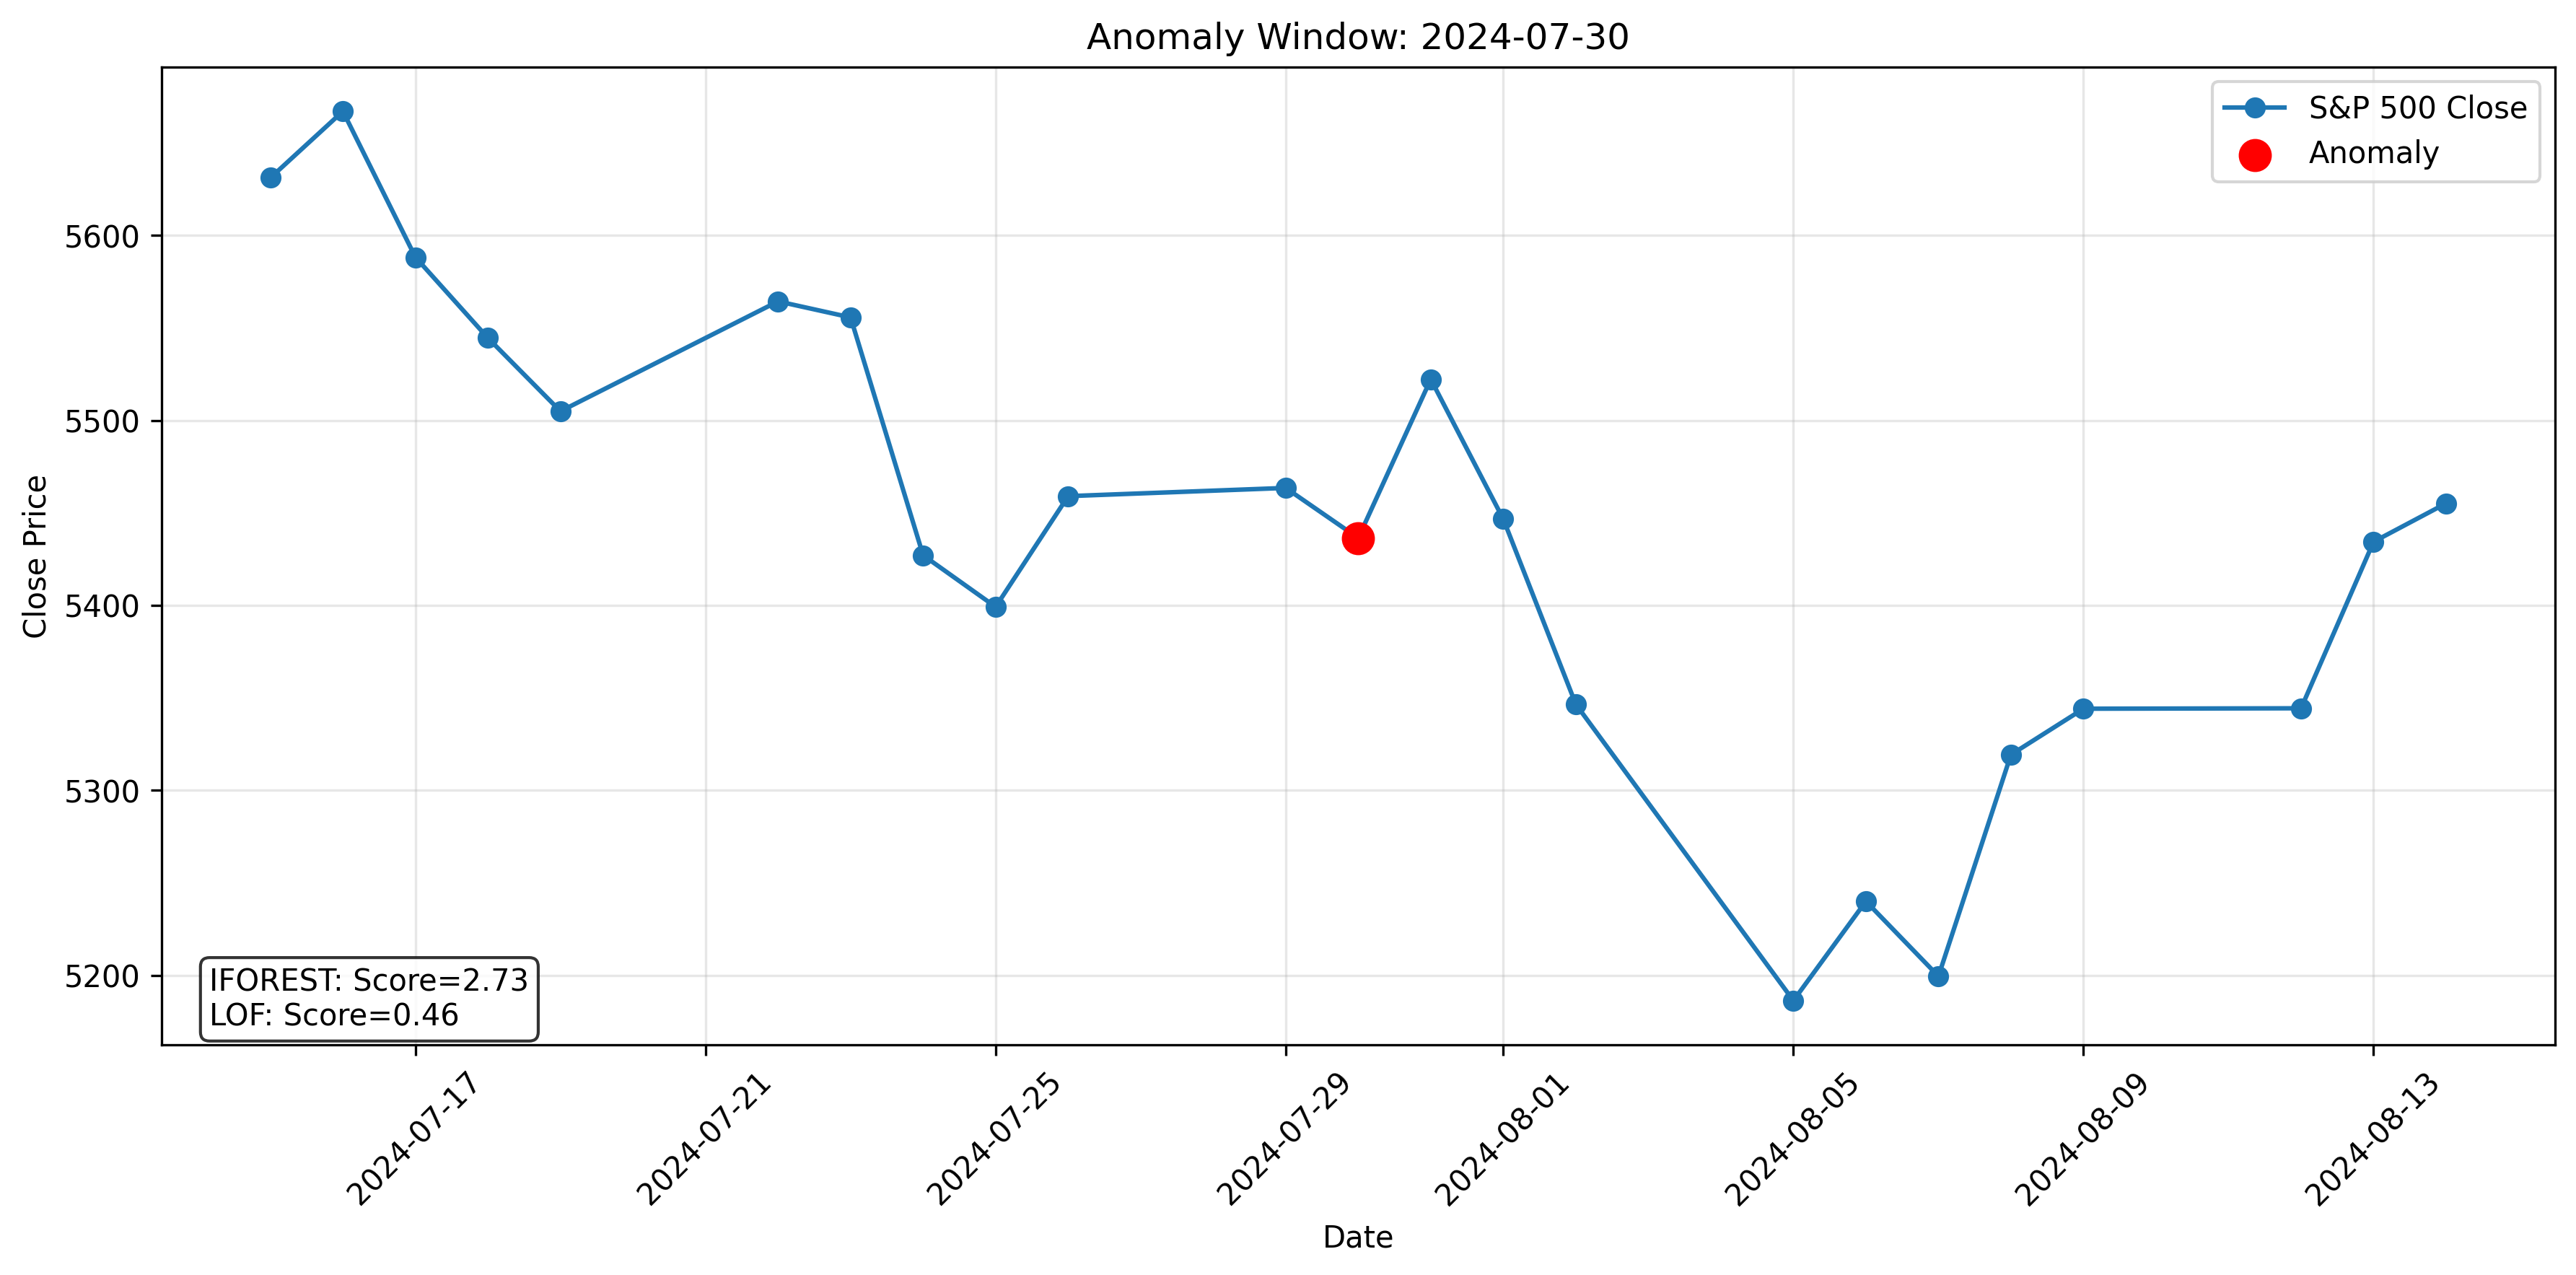 Anomaly Window: 2024-07-30
S&P 500 Close
Anomaly
Close Price
5600
5500
5400
5300
5200
IFOREST: Score=2.73
LOF: Score=0.46
2024-07-17
2024-07-21
2024-07-25
2024-07-29
2024-08-01
2024-08-05
2024-08-09
2024-08-13
Date